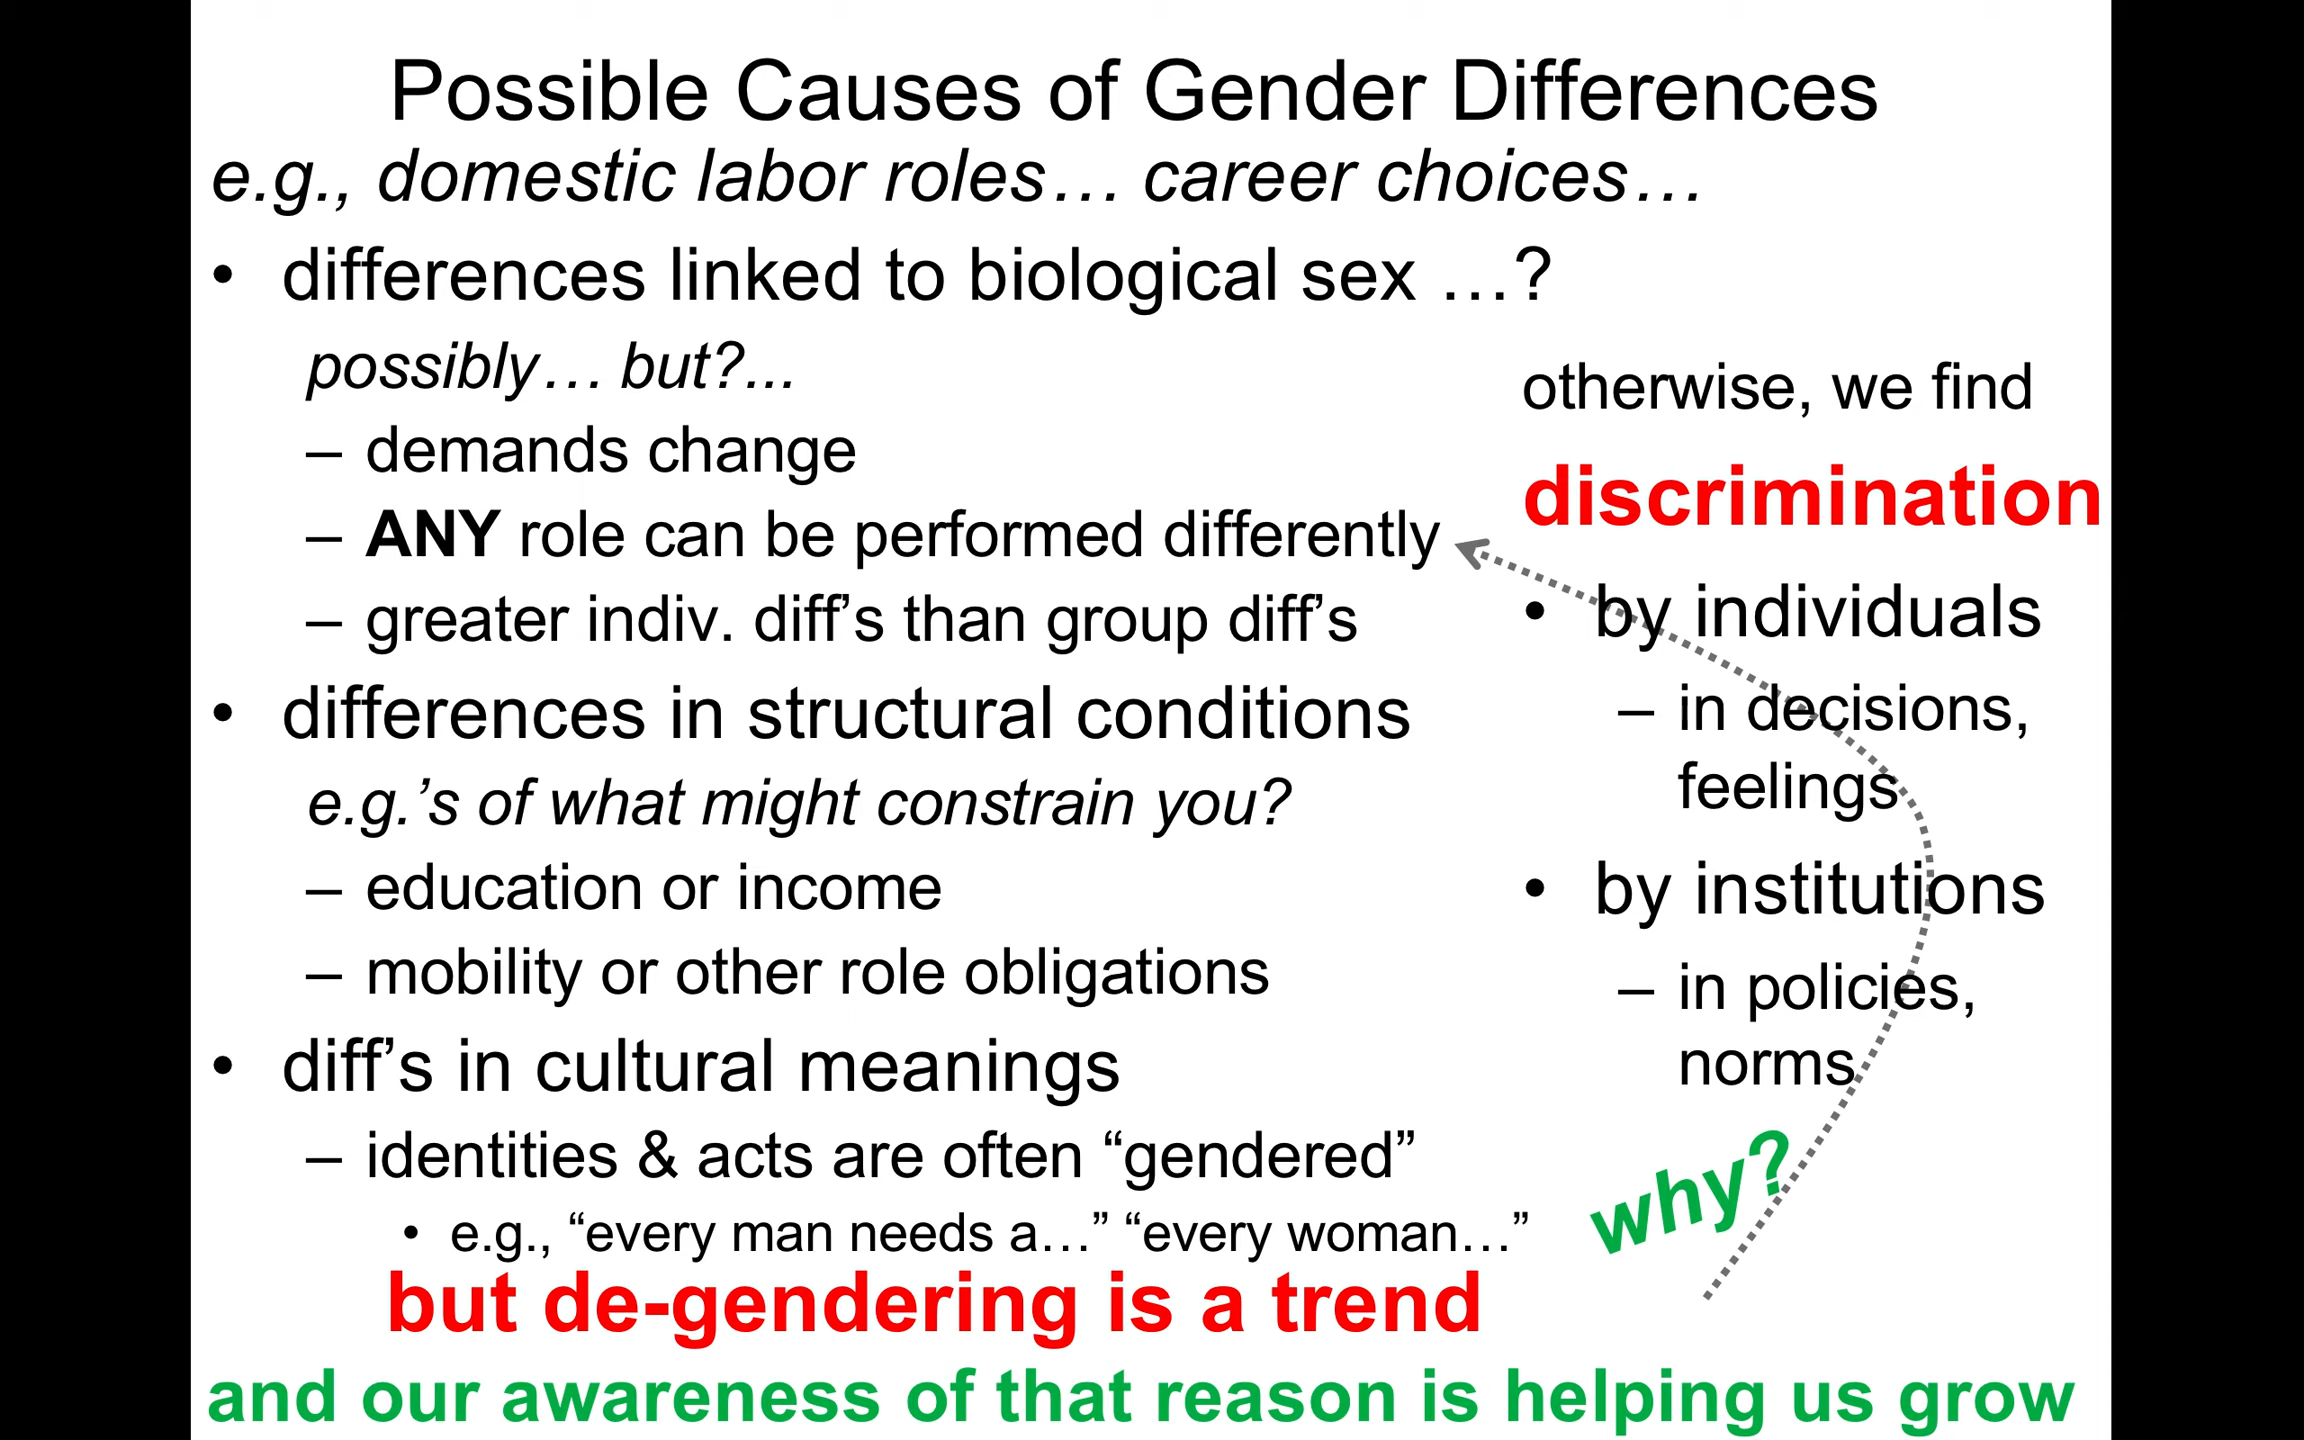 Possible Causes of Gender Differences
e.g., domestic labor roles… career choices…
• differences linked to biological sex …?
possibly… but?...
– demands change
– ANY role can be performed differently
– greater indiv. diff’s than group diff’s
• differences in structural conditions
e.g.’s of what might constrain you?
– education or income
– mobility or other role obligations
• diff’s in cultural meanings
– identities & acts are often “gendered”
• e.g., “every man needs a…” “every woman…”
otherwise, we find
discrimination
• by individuals
– in decisions,
feelings
• by institutions
– in policies,
norms
why?
but de-gendering is a trend
and our awareness of that reason is helping us grow